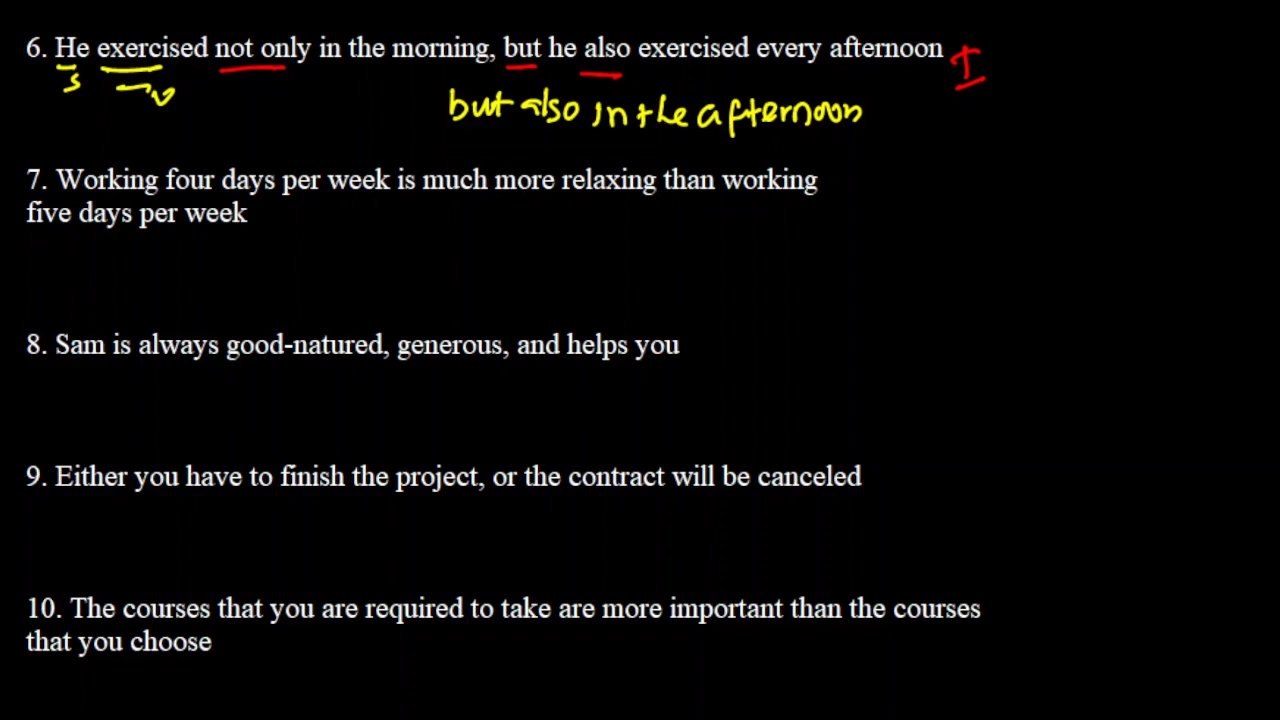 6. He exercised not only in the morning, but he also exercised every afternoon I
S V
but also in the afternoon
7. Working four days per week is much more relaxing than working
five days per week
8. Sam is always good-natured, generous, and helps you
9. Either you have to finish the project, or the contract will be canceled
10. The courses that you are required to take are more important than the courses
that you choose